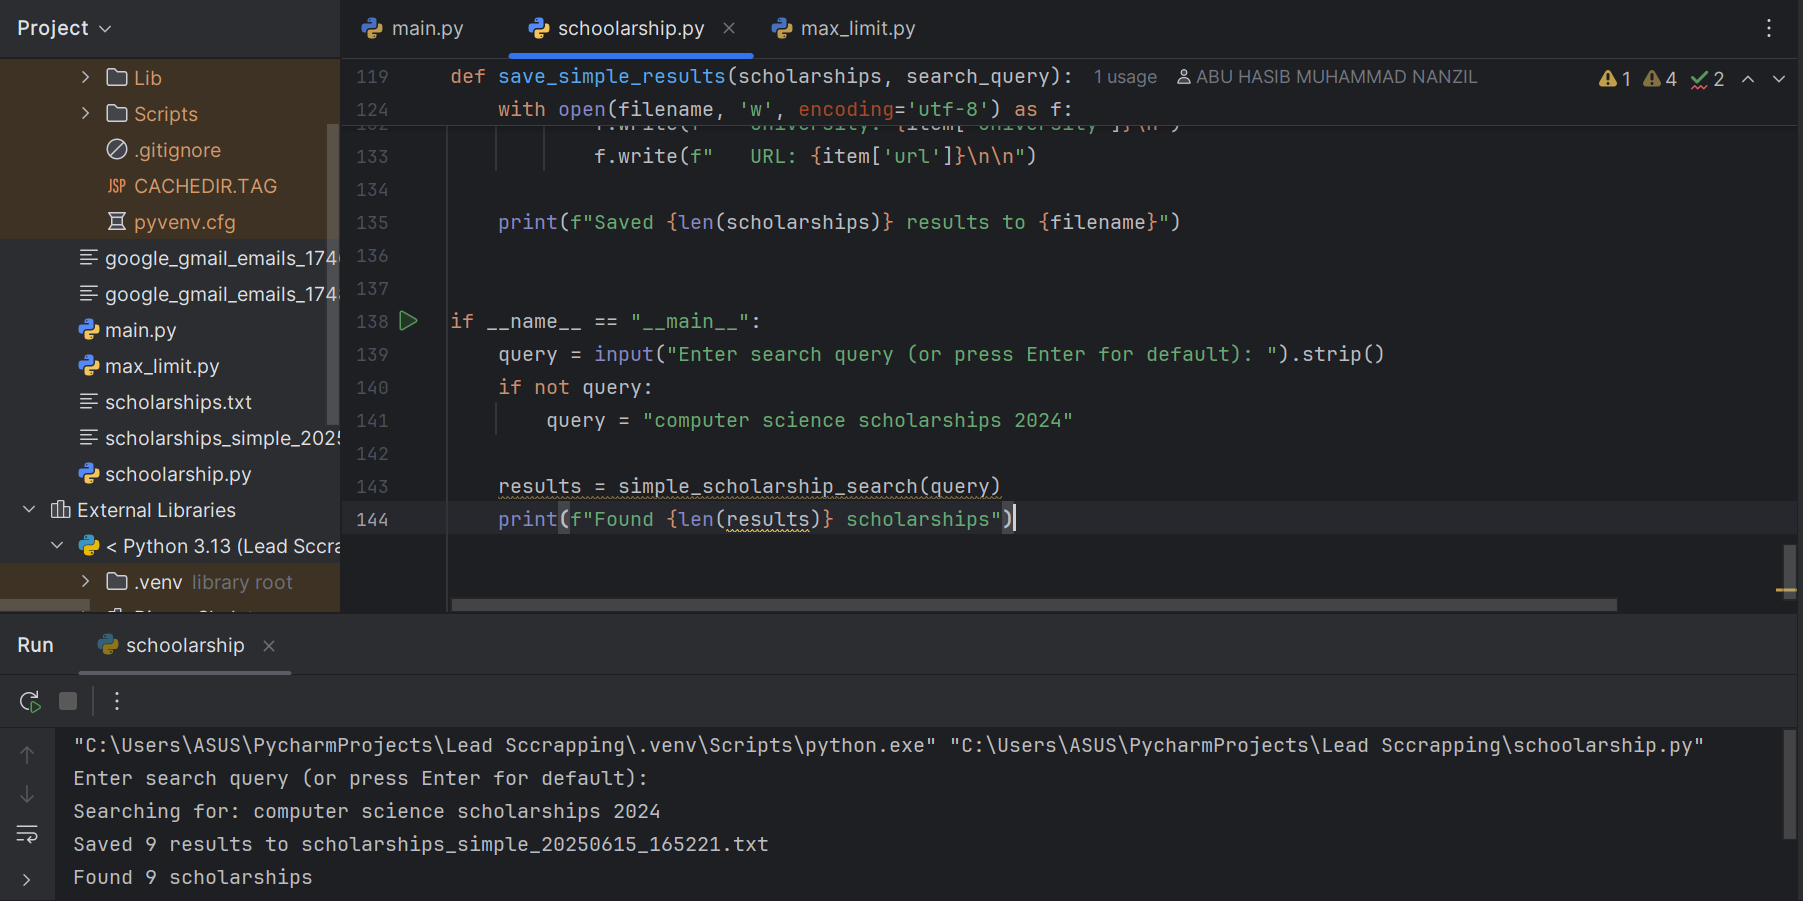 Project
main.py
schoolarship.py
max_limit.py
Lib
Scripts
.gitignore
JSP CACHEDIR.TAG
pyvenv.cfg
google_gmail_emails_174
google_gmail_emails_174
main.py
max_limit.py
scholarships.txt
scholarships_simple_2025
schoolarship.py
External Libraries
< Python 3.13 (Lead Sccra
.venv library root
119 def save_simple_results(scholarships, search_query): 1 usage ABU HASIB MUHAMMAD NANZIL
1 4 2
124 with open(filename, 'w', encoding='utf-8') as f:
132 f.write(f" University: {item['university']}\n")
133 f.write(f" URL: {item['url']}\n\n")
134
135 print(f"Saved {len(scholarships)} results to {filename}")
136
137
138 if __name__ == "__main__":
139 query = input("Enter search query (or press Enter for default): ").strip()
140 if not query:
141 query = "computer science scholarships 2024"
142
143 results = simple_scholarship_search(query)
144 print(f"Found {len(results)} scholarships")
Run
schoolarship
"C:\Users\ASUS\PycharmProjects\Lead Sccrapping\.venv\Scripts\python.exe" "C:\Users\ASUS\PycharmProjects\Lead Sccrapping\schoolarship.py"
Enter search query (or press Enter for default):
Searching for: computer science scholarships 2024
Saved 9 results to scholarships_simple_20250615_165221.txt
Found 9 scholarships